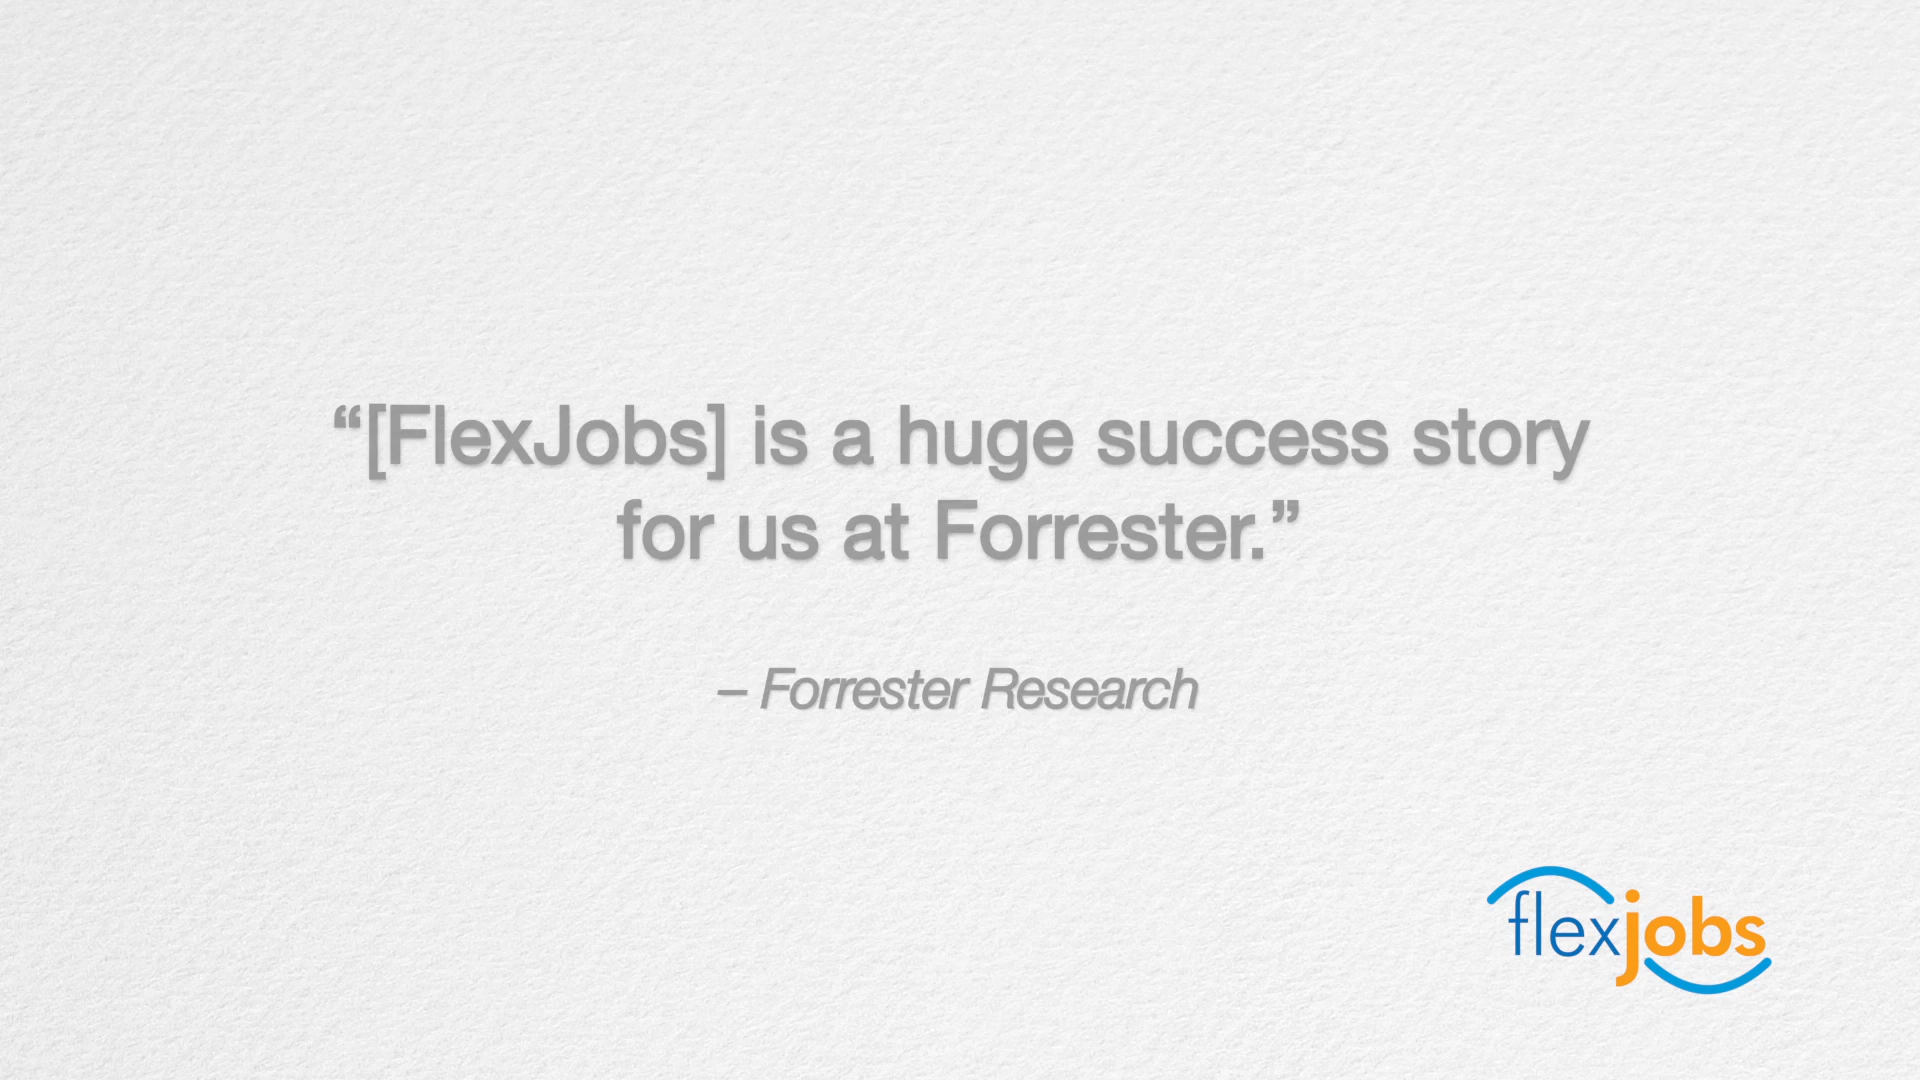 “[FlexJobs] is a huge success story
for us at Forrester.”
– Forrester Research
flexjobs